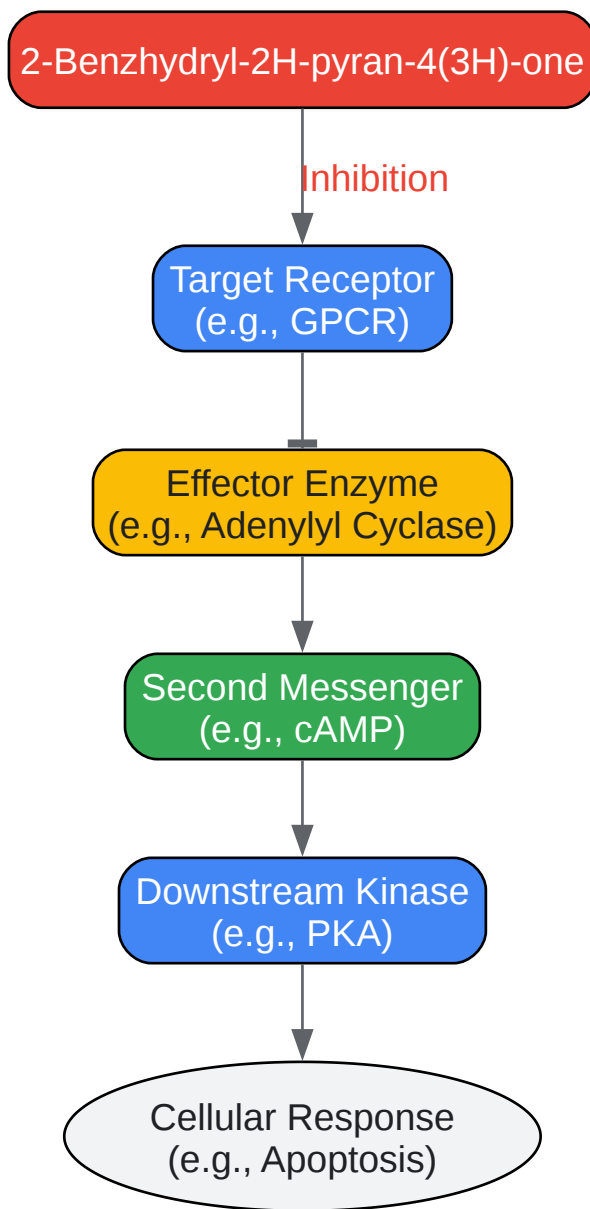 2-Benzhydryl-2H-pyran-4(3H)-one
Inhibition
Target Receptor
(e.g., GPCR)
Effector Enzyme
(e.g., Adenylyl Cyclase)
Second Messenger
(e.g., cAMP)
Downstream Kinase
(e.g., PKA)
Cellular Response
(e.g., Apoptosis)